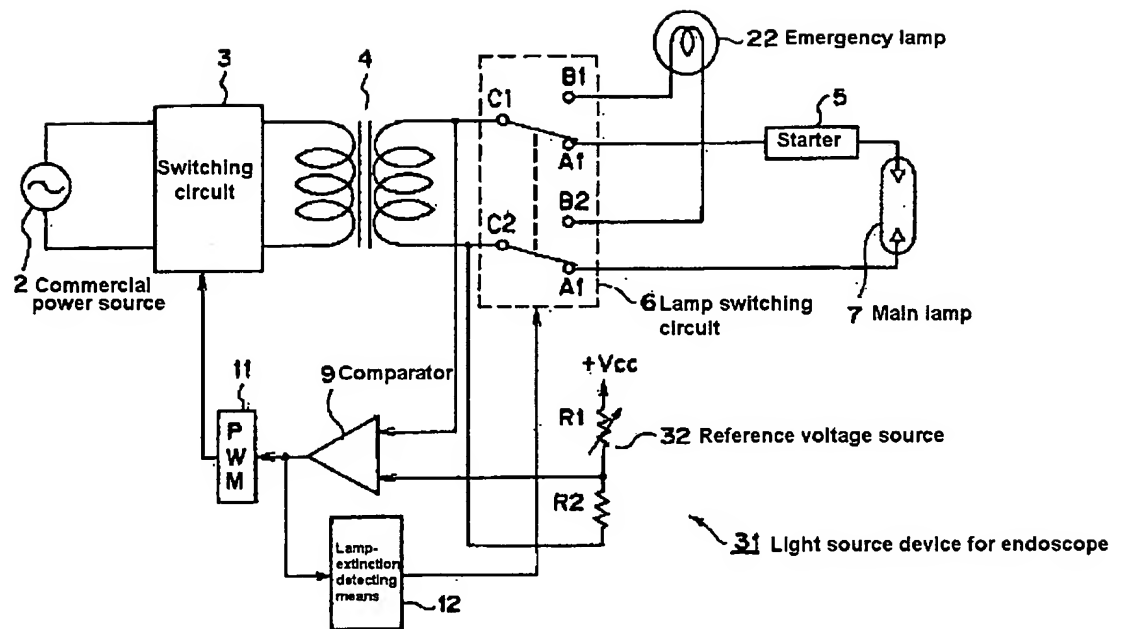 22 Emergency lamp
3
4
B1
C1
5
Starter
A1
Switching
circuit
B2
C2
A1
2 Commercial
power source
6 Lamp switching
circuit
7 Main lamp
11
9 Comparator
+Vcc
P
W
M
R1
32 Reference voltage source
R2
Lamp-
extinction
detecting
means
12
31 Light source device for endoscope